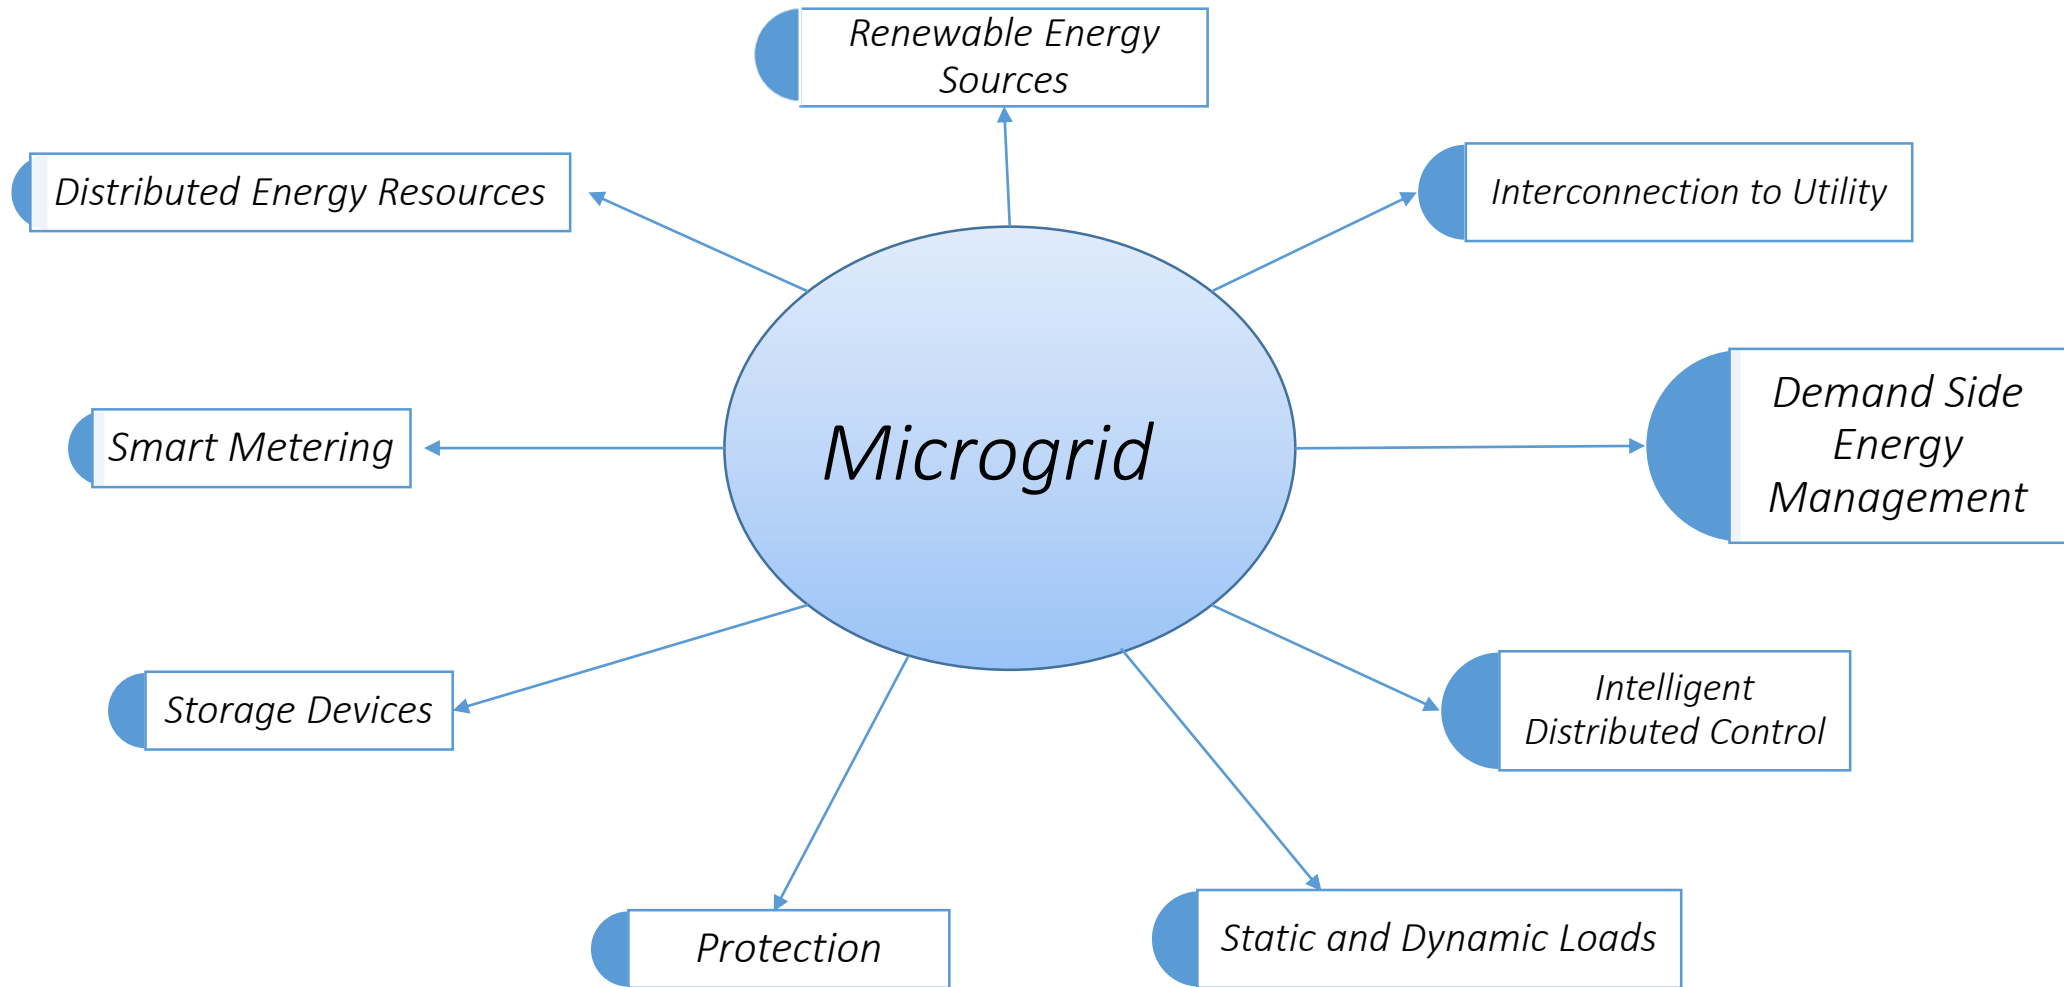 Renewable Energy
Sources
Distributed Energy Resources
Interconnection to Utility
Smart Metering
Microgrid
Demand Side
Energy
Management
Storage Devices
Intelligent
Distributed Control
Protection
Static and Dynamic Loads